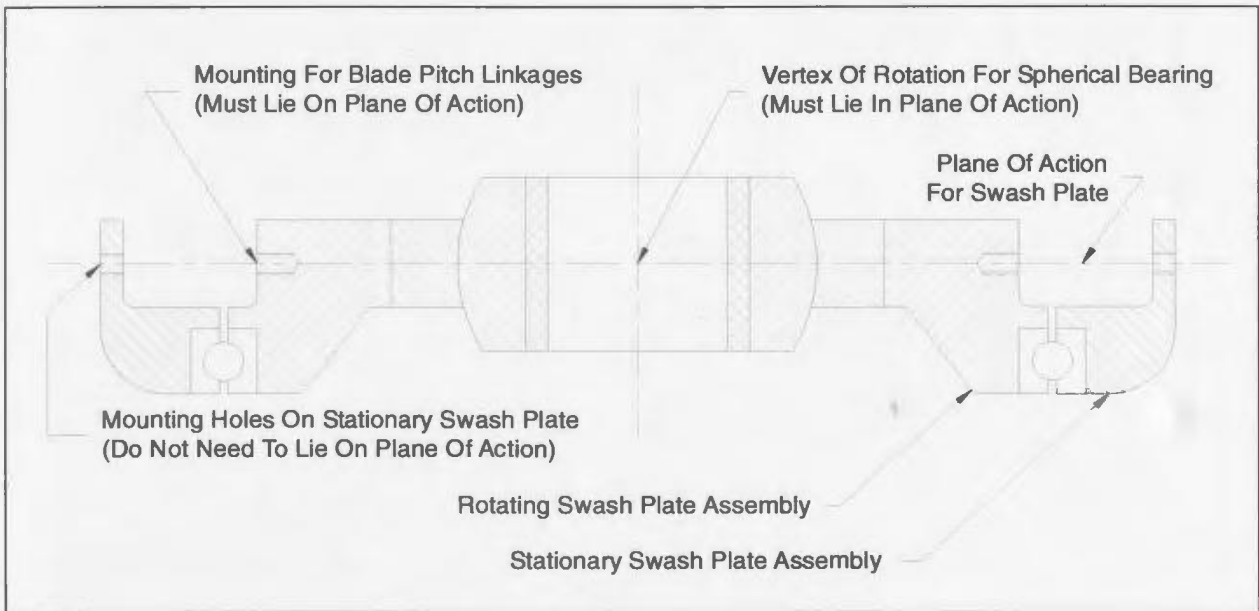 Mounting For Blade Pitch Linkages
(Must Lie On Plane Of Action)
Vertex Of Rotation For Spherical Bearing
(Must Lie In Plane Of Action)
Plane Of Action
For Swash Plate
Mounting Holes On Stationary Swash Plate
(Do Not Need To Lie On Plane Of Action)
Rotating Swash Plate Assembly
Stationary Swash Plate Assembly